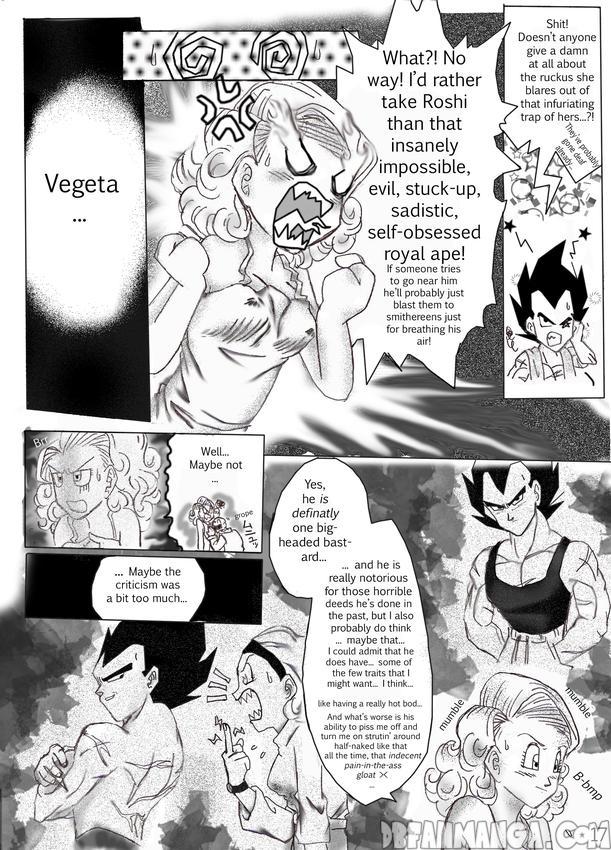 Vegeta
...
What?! No
way! I'd rather
take Roshi
than that
insanely
impossible,
evil, stuck-up,
sadistic,
self-obsessed
royal ape!
If someone tries
to go near him
he'll probably just
blast them to
smithereens just
for breathing his
air!
Shit!
Doesn't anyone
give a damn
at all about
the ruckus she
blares out of
that infuriating
trap of hers...?!
They've probably
gone deaf
already
Brr
Well...
Maybe not
...
grope
... Maybe the
criticism was
a bit too much...
Yes,
he is
definatly
one big-
headed bast-
ard...
... and he is
really notorious
for those horrible
deeds he's done in
the past, but I also
probably do think
... maybe that...
I could admit that he
does have... some of
the few traits that I
might want... I think...
like having a really hot bod...
And what's worse is his
ability to piss me off and
turn me on strutin' around
half-naked like that
all the time, that indecent
pain-in-the-ass
gloat
...
mumble
mumble
B-bmp
17
DBFANMANGA.COM